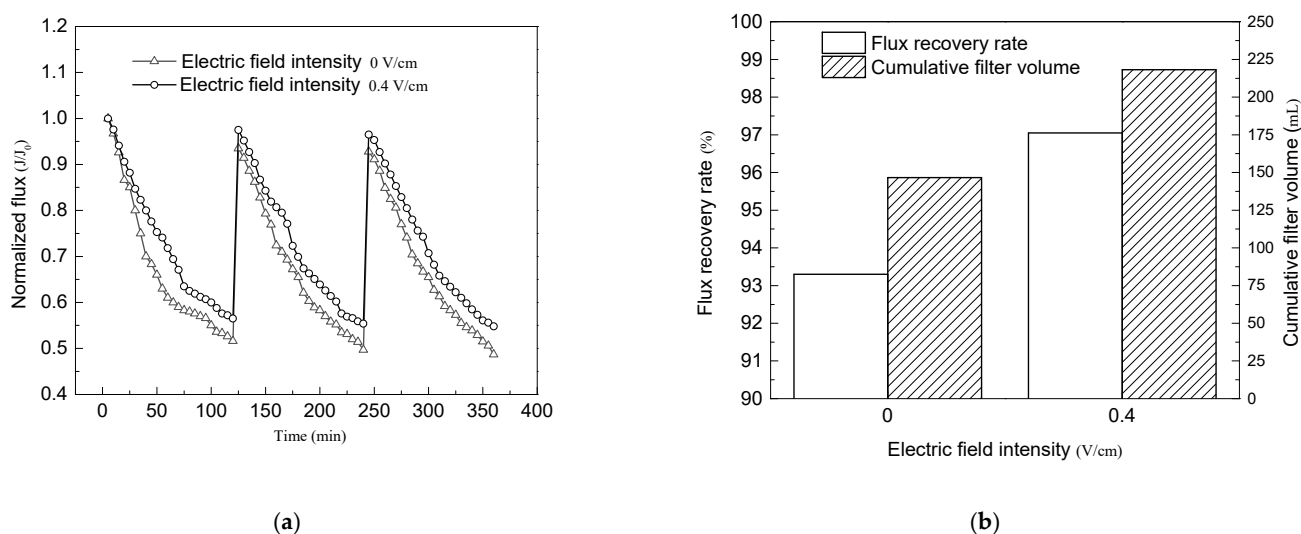 1.2
1.1
1.0
0.9
0.8
0.7
0.6
0.5
0.4
Normalized flux (J/J0)
Electric field intensity 0 V/cm
Electric field intensity 0.4 V/cm
0 50 100 150 200 250 300 350 400
Time (min)
(a)
100
99
98
97
96
95
94
93
92
91
90
Flux recovery rate (%)
Flux recovery rate
Cumulative filter volume
250
225
200
175
150
125
100
75
50
25
0
Cumulative filter volume (mL)
0 0.4
Electric field intensity (V/cm)
(b)